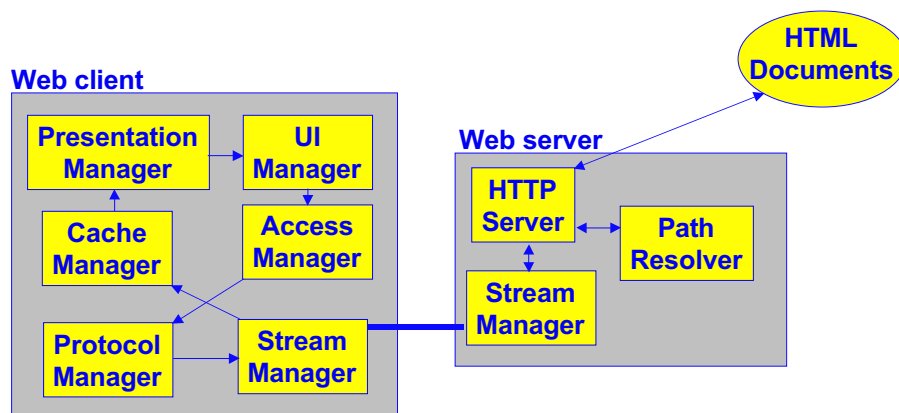 HTML
Documents
Web client
Presentation
Manager
UI
Manager
Cache
Manager
Access
Manager
Protocol
Manager
Stream
Manager
Web server
HTTP
Server
Path
Resolver
Stream
Manager